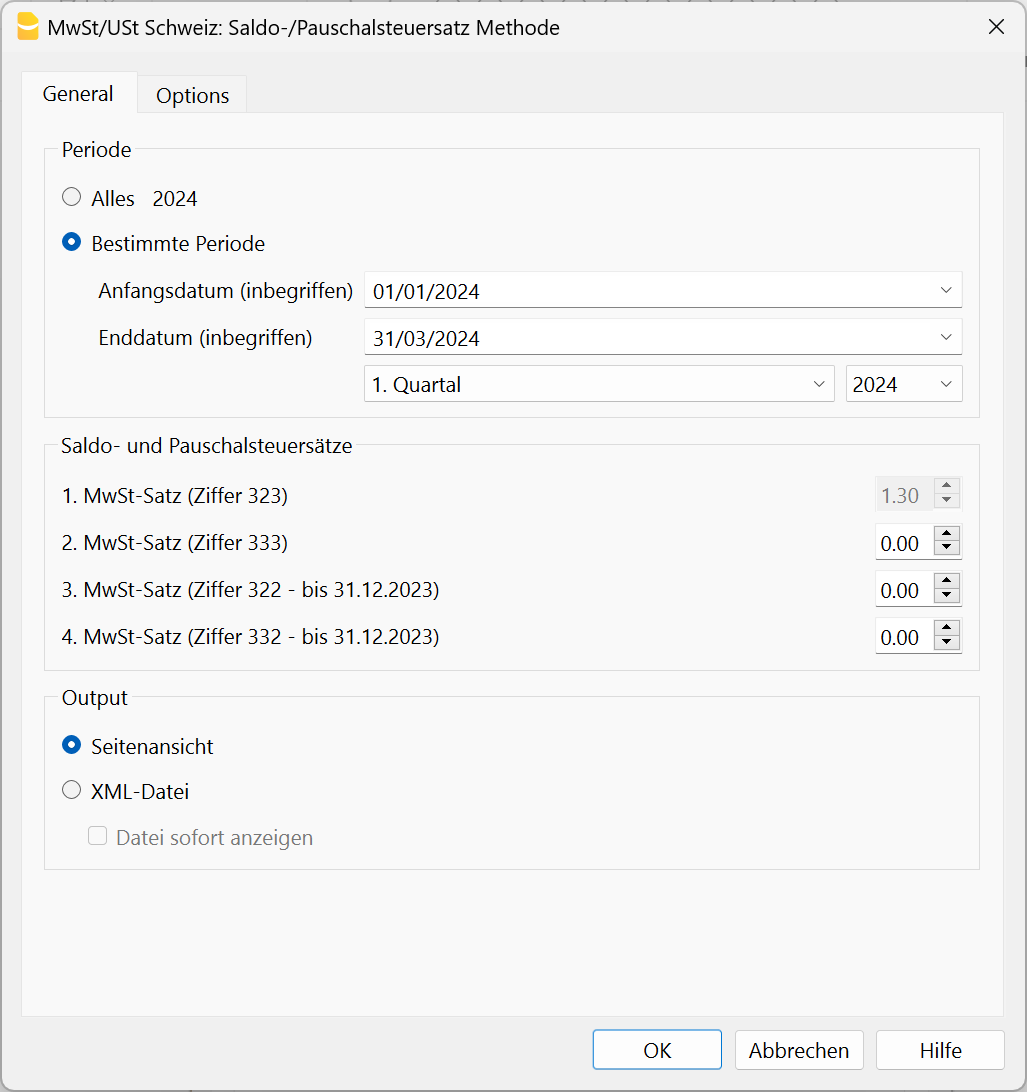 MwSt/USt Schweiz: Saldo-/Pauschalsteuersatz Methode
General Options
Periode
Alles 2024
Bestimmte Periode
Anfangsdatum (inbegriffen) 01/01/2024
Enddatum (inbegriffen) 31/03/2024
1. Quartal 2024
Saldo- und Pauschalsteuersätze
1. MwSt-Satz (Ziffer 323) 1.30
2. MwSt-Satz (Ziffer 333) 0.00
3. MwSt-Satz (Ziffer 322 - bis 31.12.2023) 0.00
4. MwSt-Satz (Ziffer 332 - bis 31.12.2023) 0.00
Output
Seitenansicht
XML-Datei
Datei sofort anzeigen
OK Abbrechen Hilfe